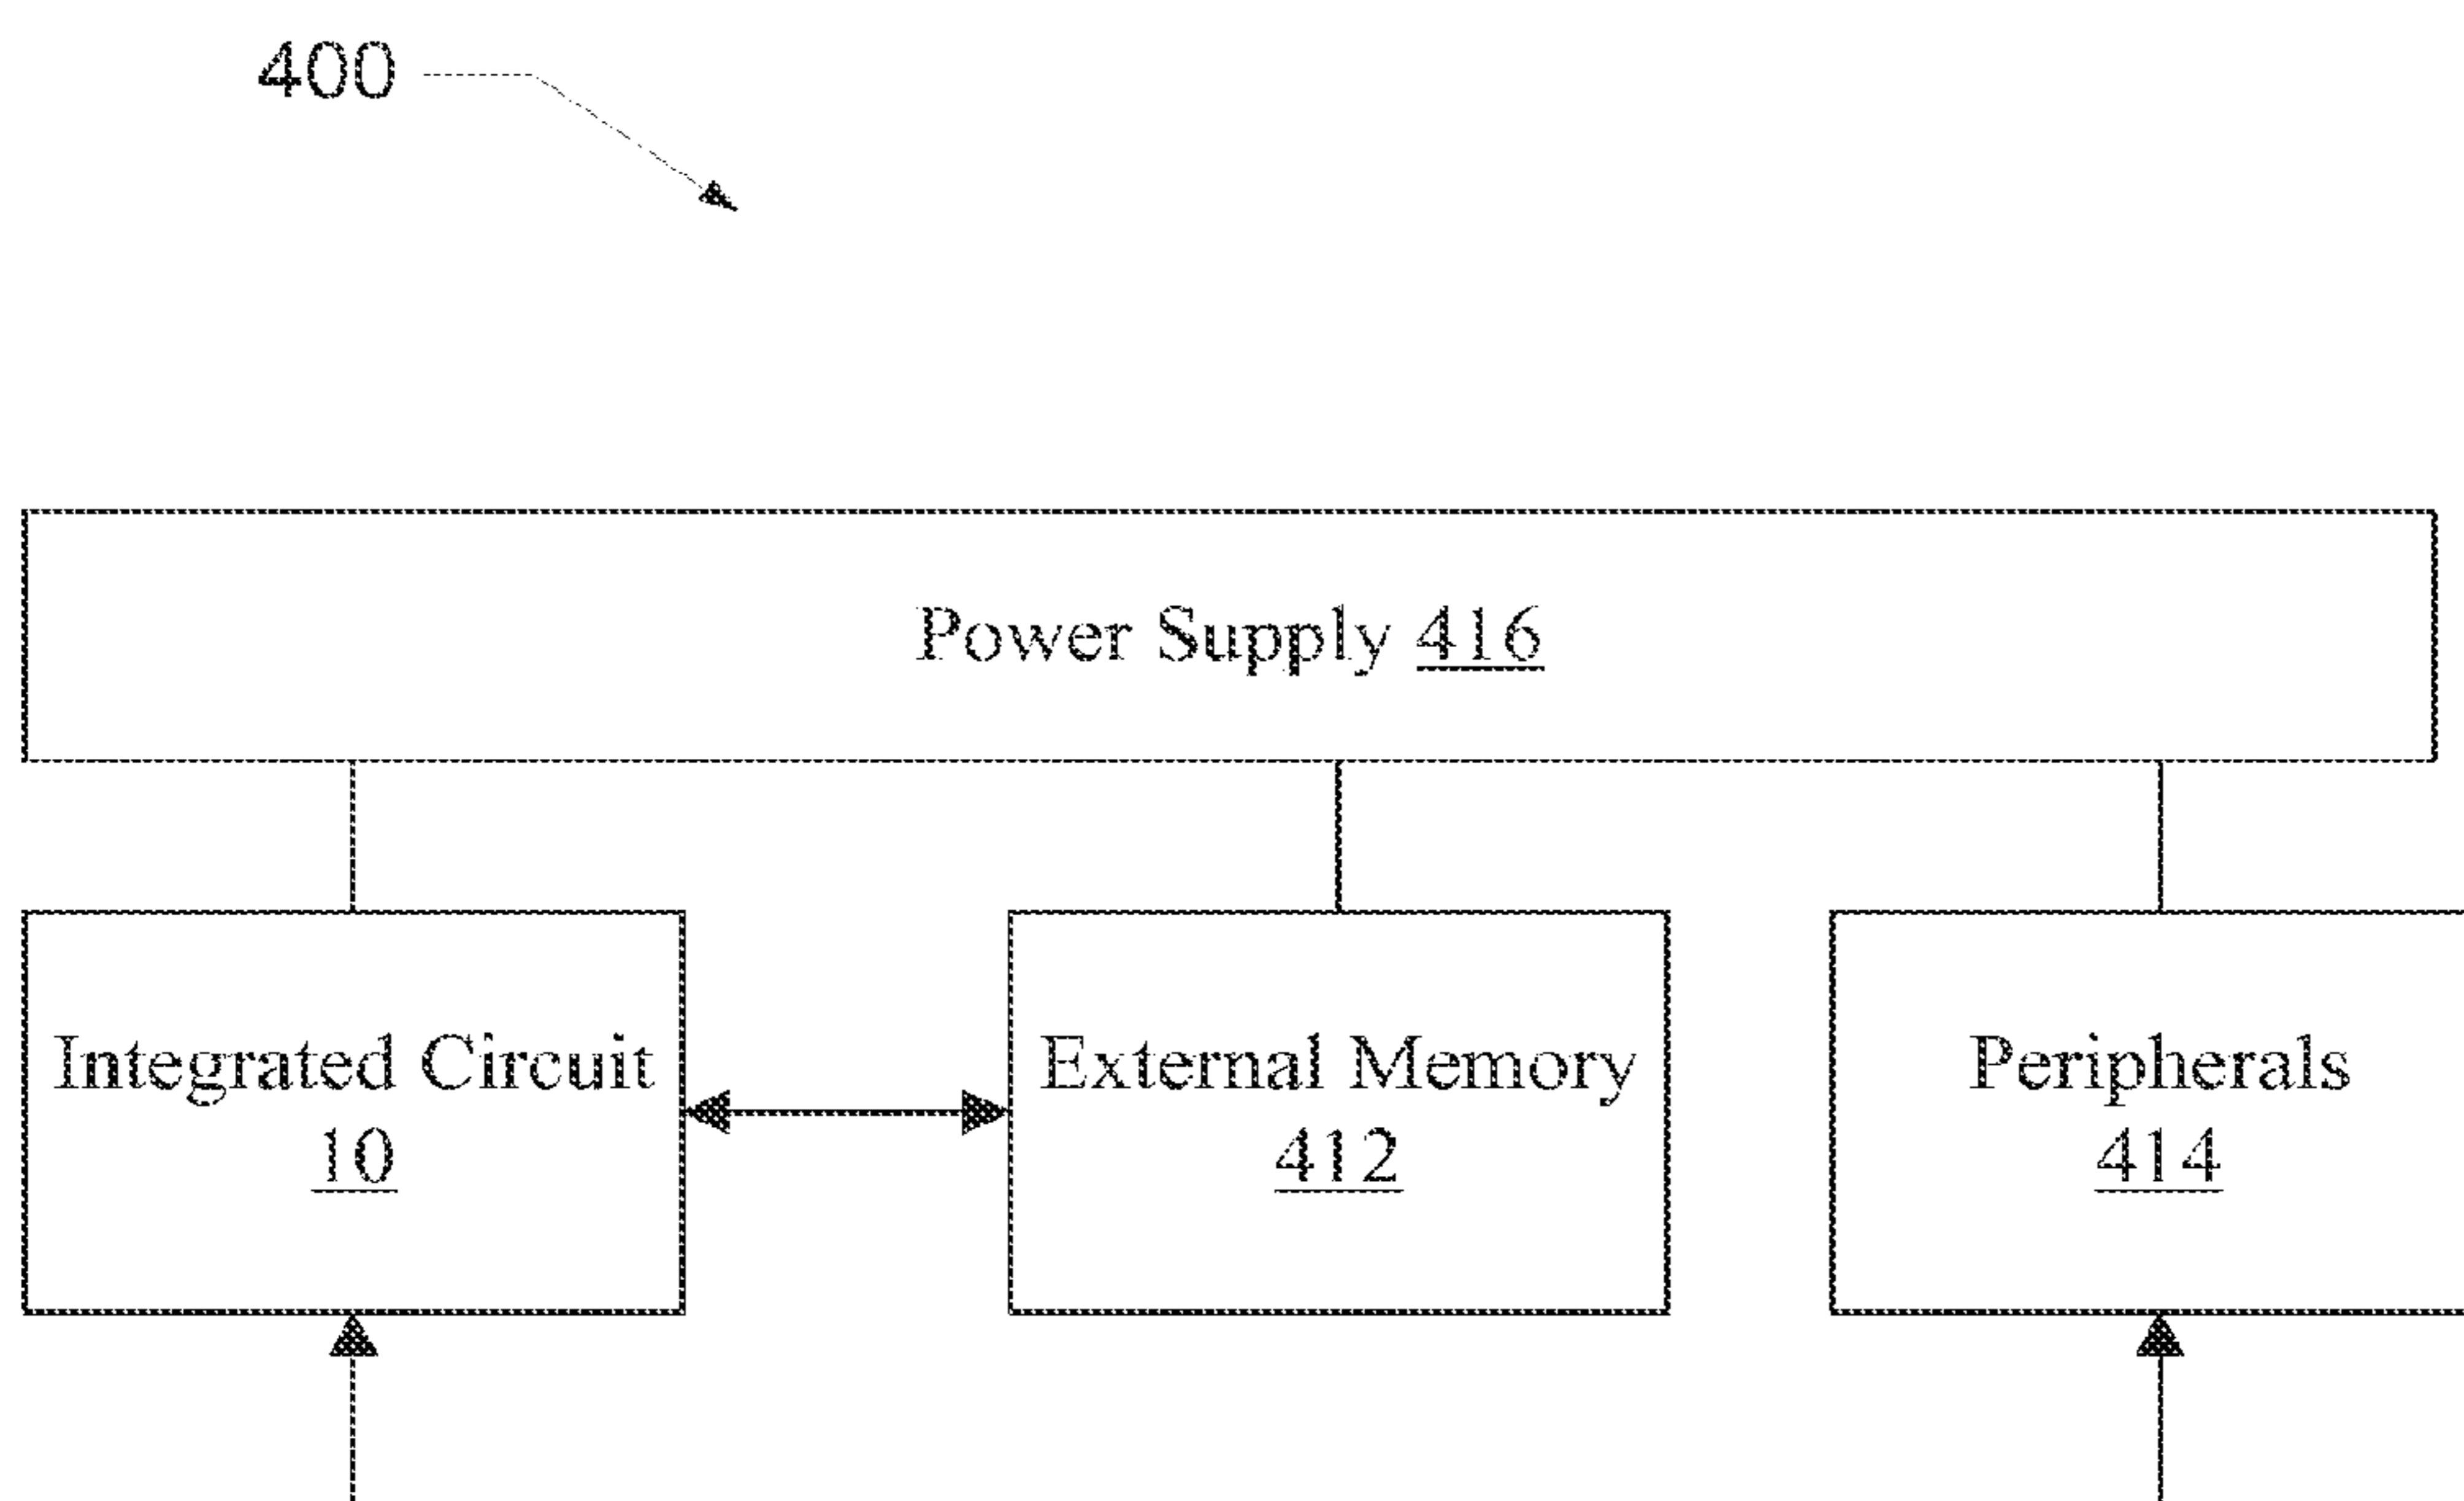 400
Power Supply 416
Integrated Circuit
10
External Memory
412
Peripherals
414